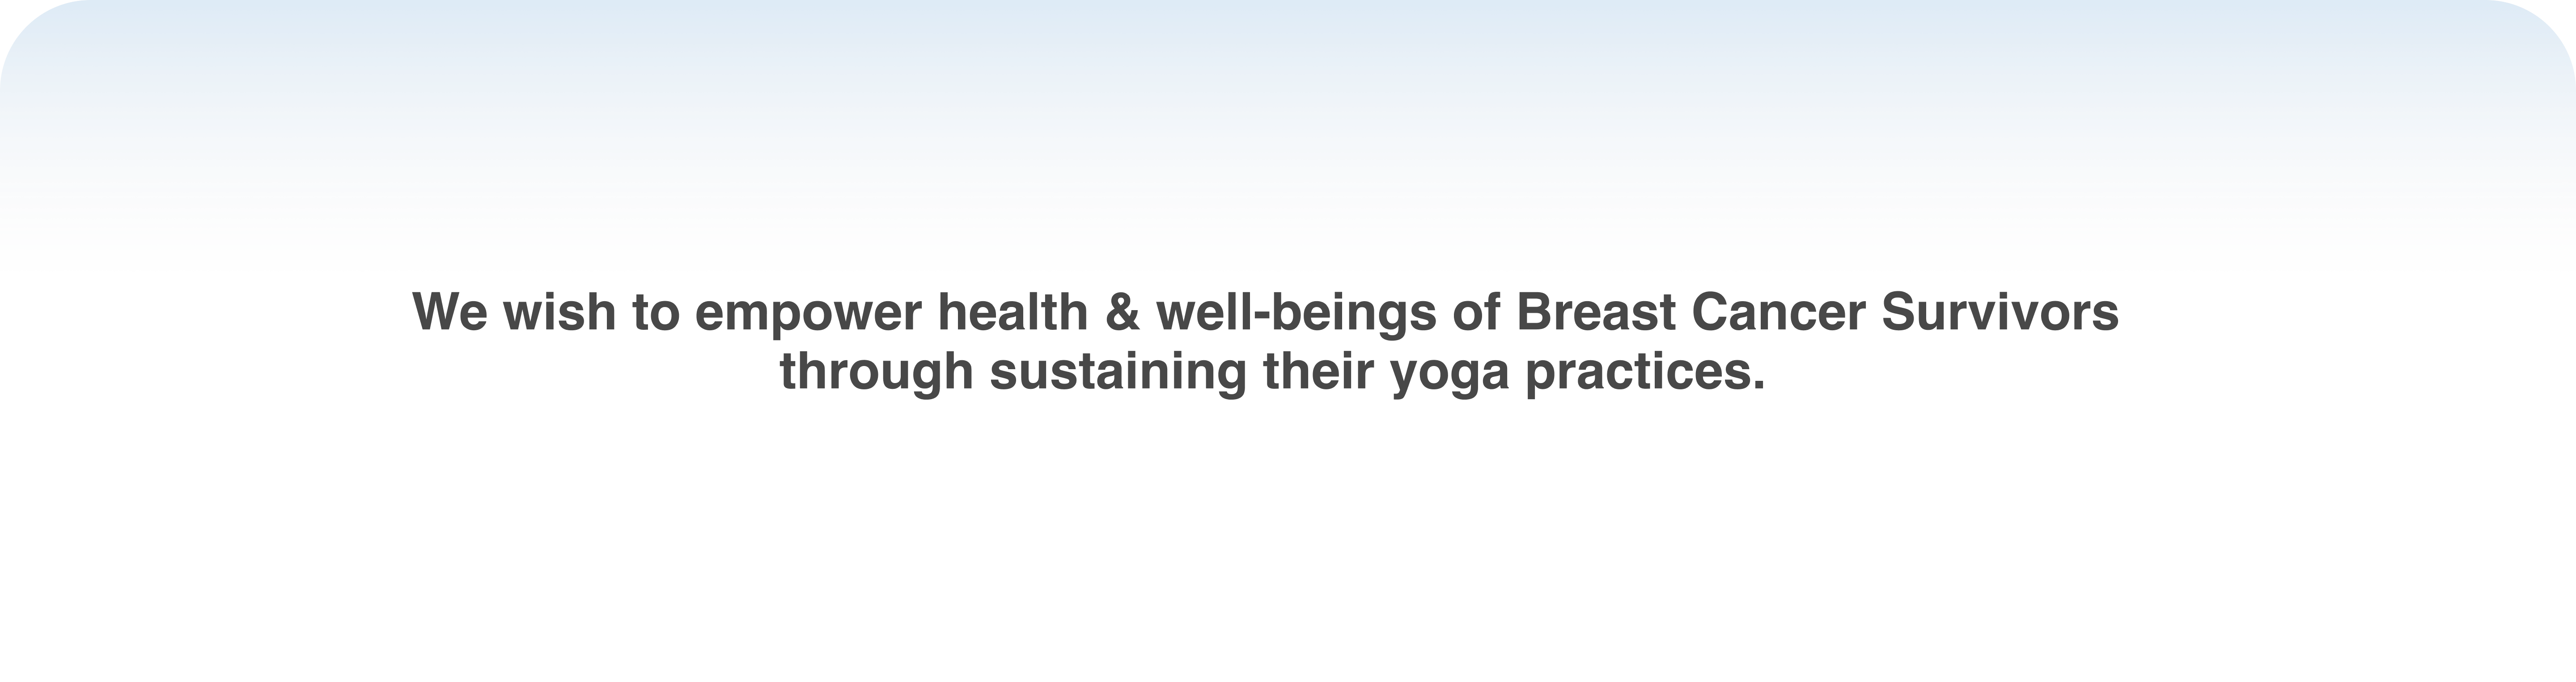 We wish to empower health & well-beings of Breast Cancer Survivors
through sustaining their yoga practices.